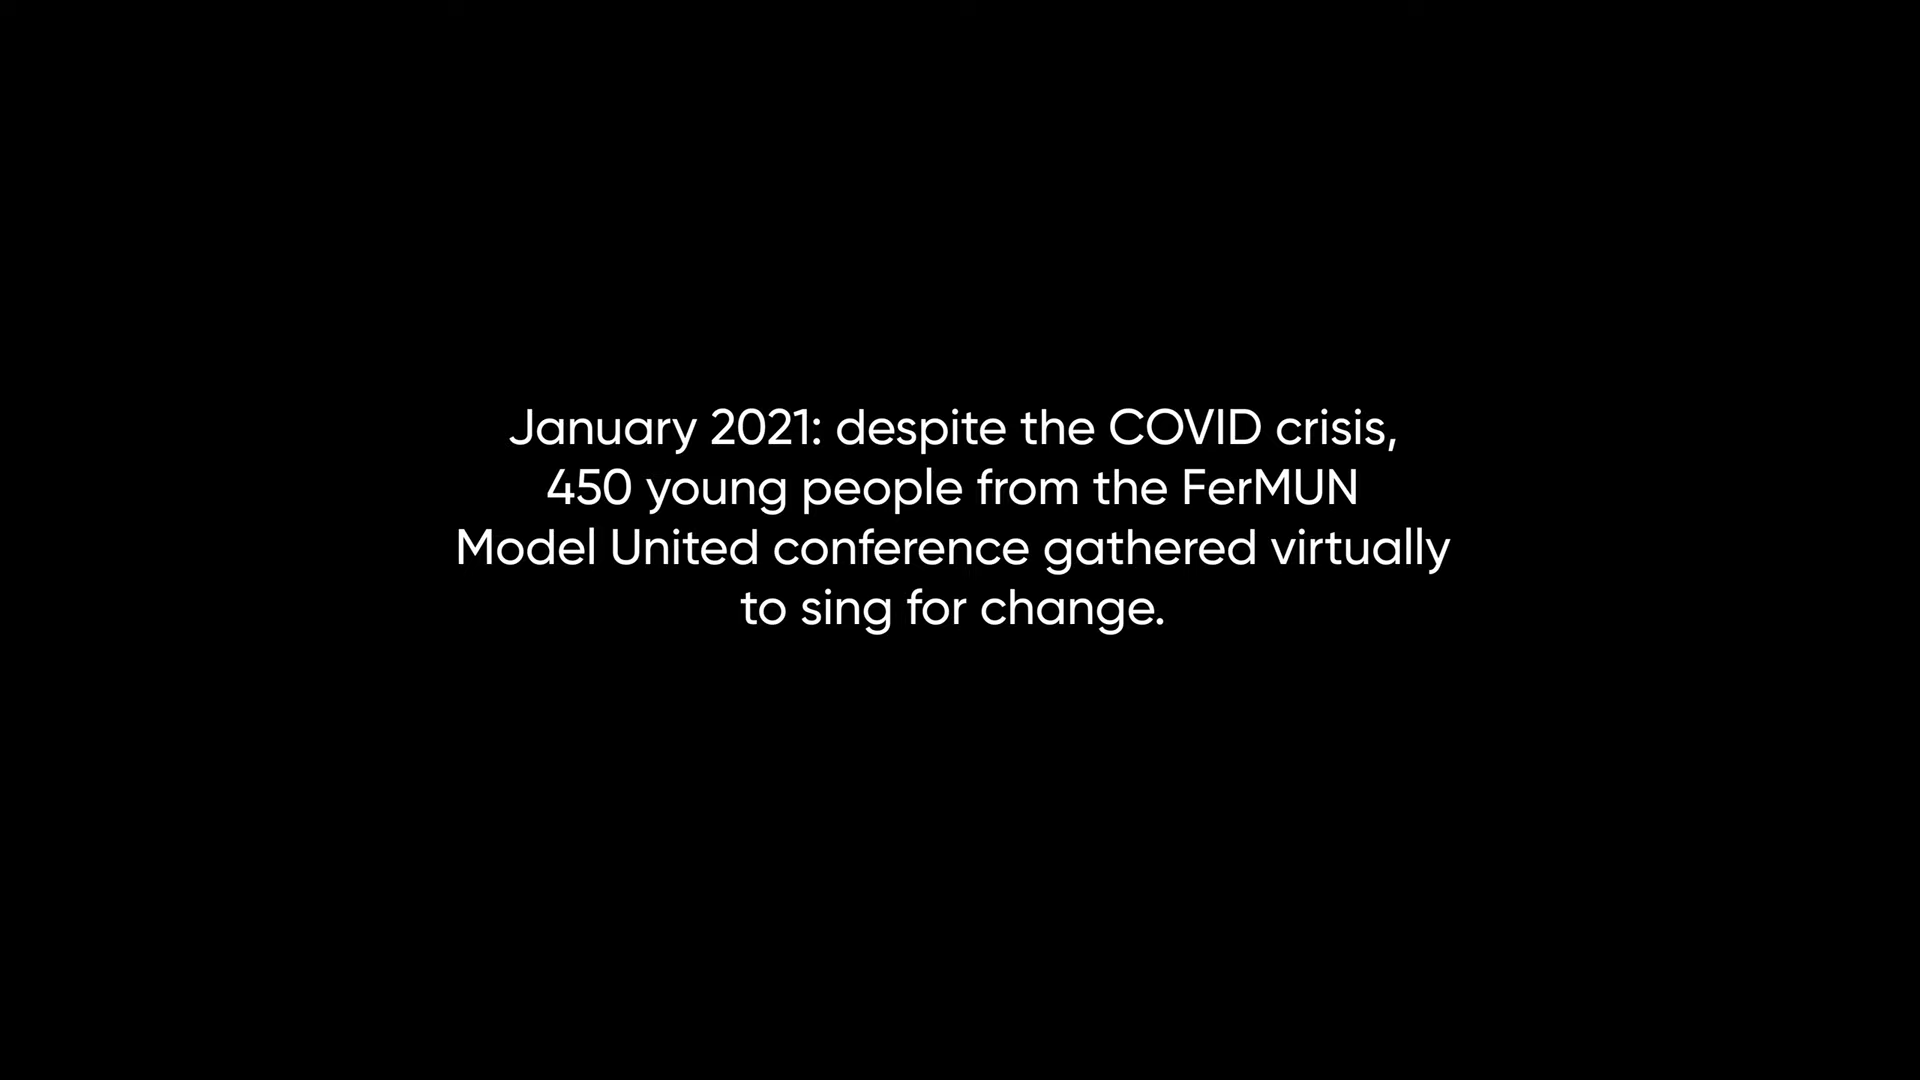 January 2021: despite the COVID crisis,
450 young people from the FerMUN
Model United conference gathered virtually
to sing for change.